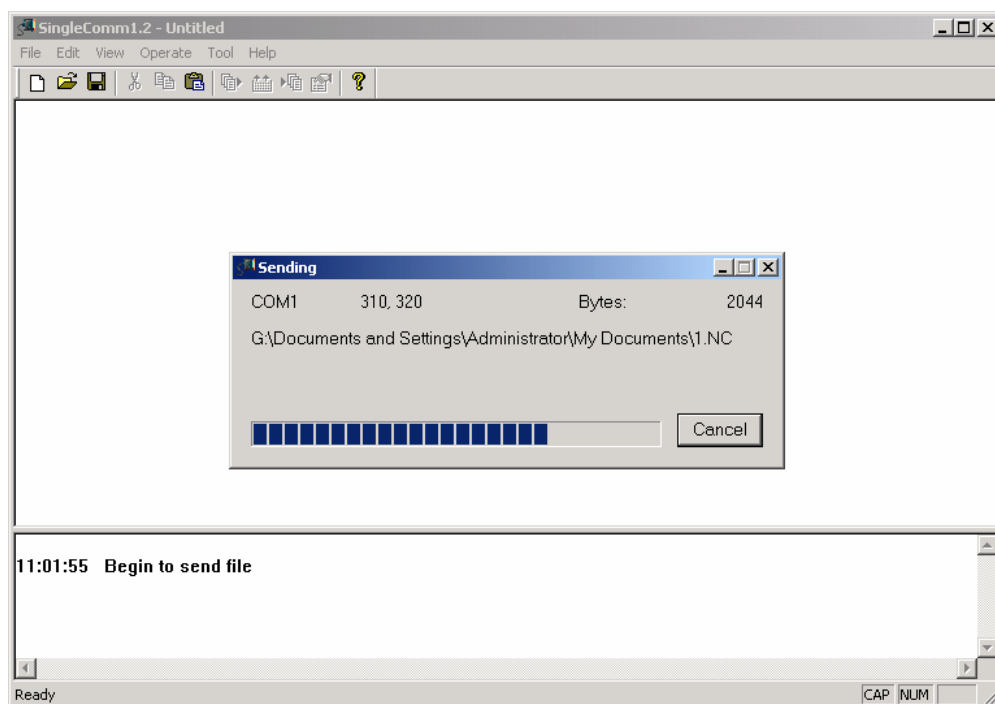 SingleComm1.2 - Untitled
File Edit View Operate Tool Help
Sending
COM1 310, 320 Bytes: 2044
G:\Documents and Settings\Administrator\My Documents\1.NC
Cancel
11:01:55 Begin to send file
Ready CAP NUM